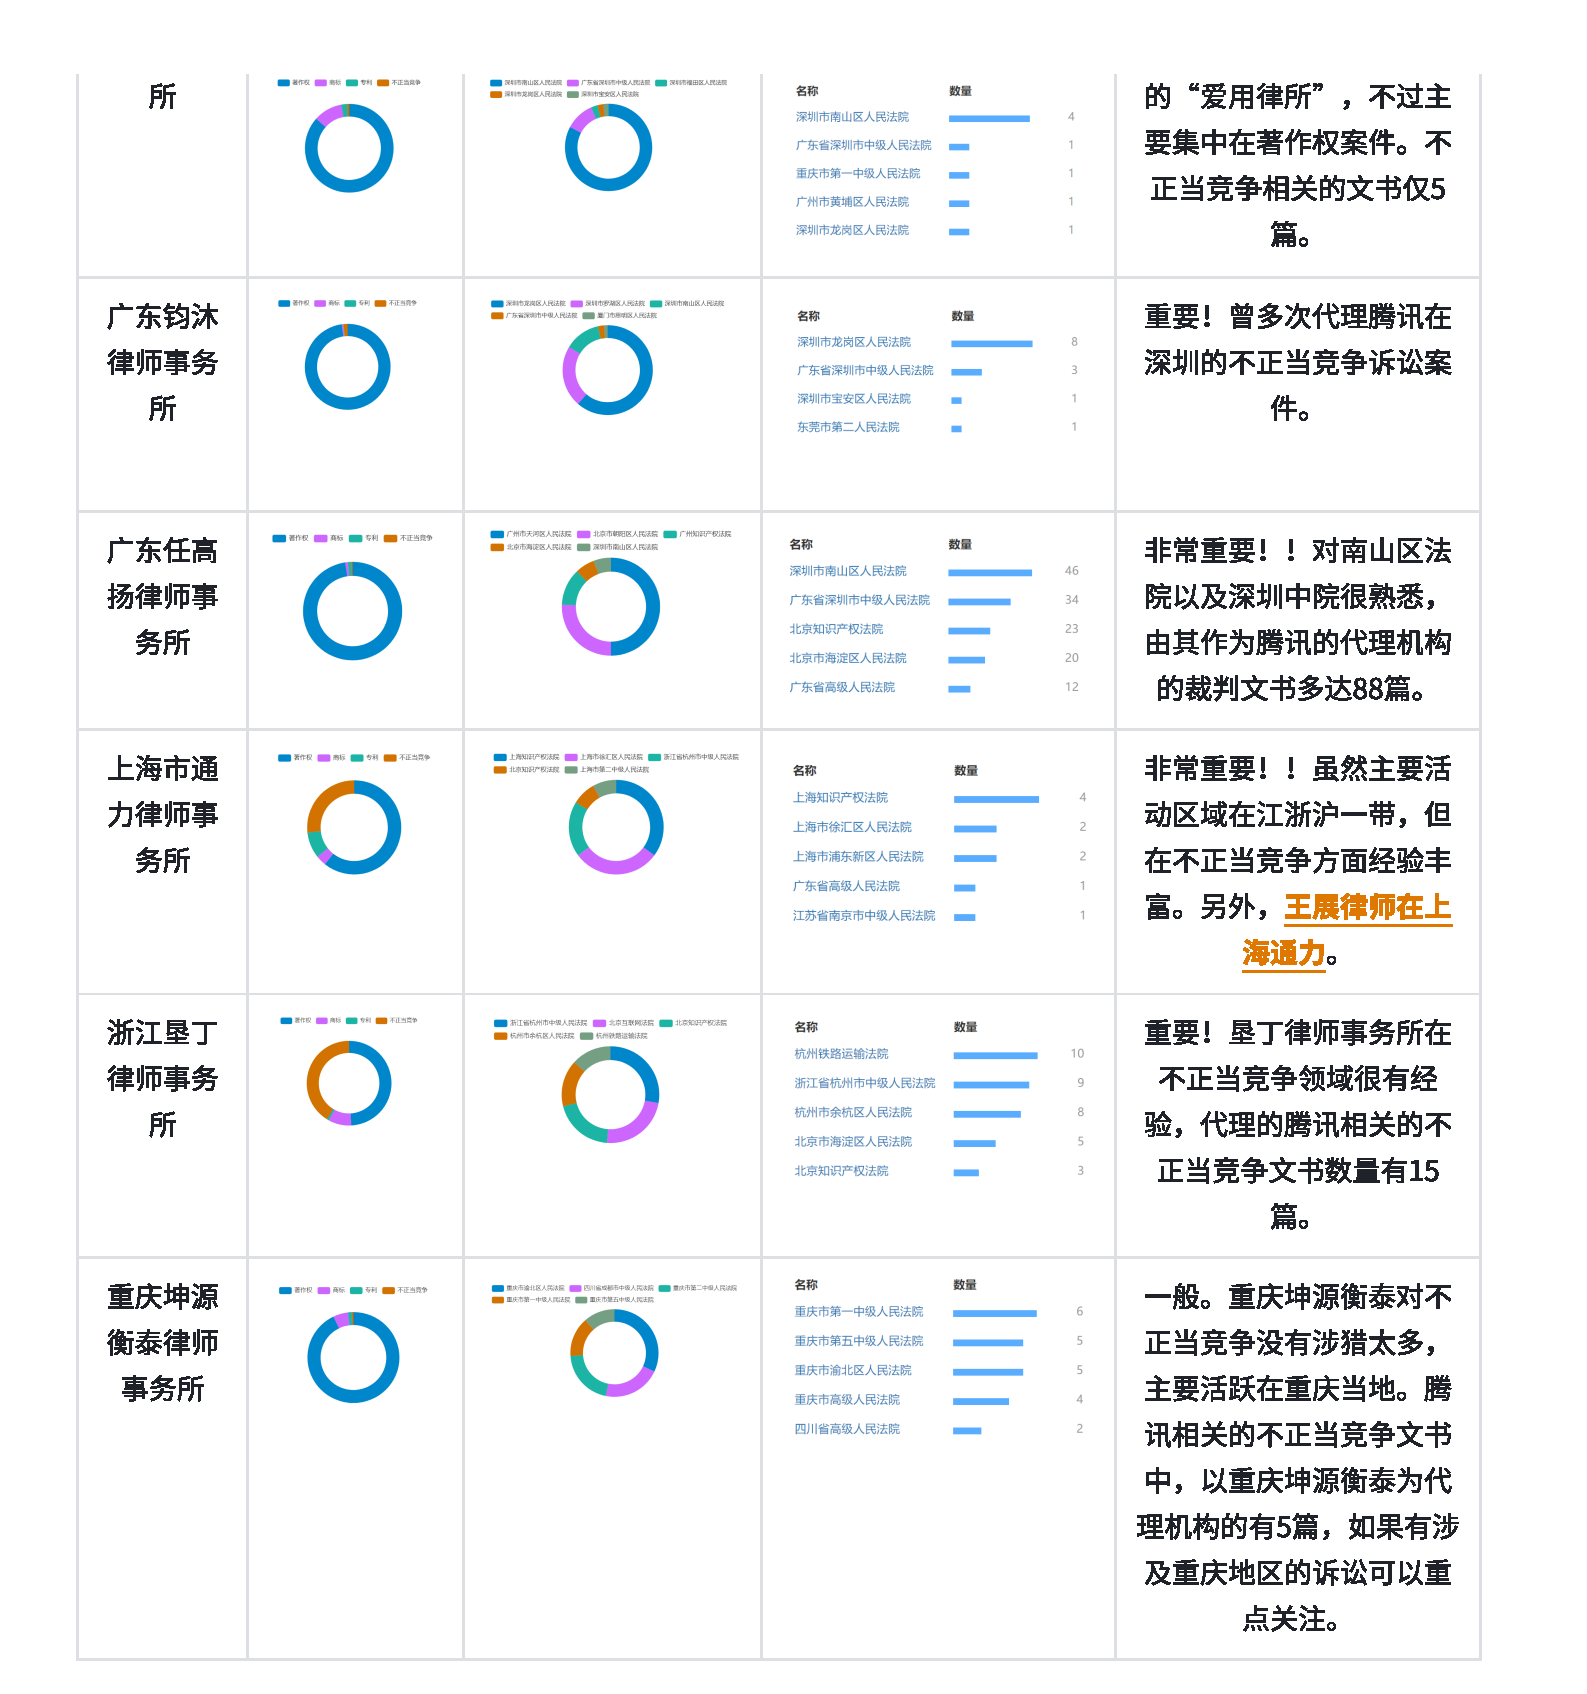 所
著作权 商标 专利 不正当竞争
深圳市南山区人民法院 广东省深圳市中级人民法院 深圳市福田区人民法院
深圳市龙岗区人民法院 深圳市宝安区人民法院
名称 数量
深圳市南山区人民法院 4
广东省深圳市中级人民法院 1
重庆市第一中级人民法院 1
广州市黄埔区人民法院 1
深圳市龙岗区人民法院 1
的“爱用律所”，不过主
要集中在著作权案件。不
正当竞争相关的文书仅5
篇。
广东钧沐
律师事务
所
著作权 商标 专利 不正当竞争
深圳市龙岗区人民法院 深圳市罗湖区人民法院 深圳市南山区人民法院
广东省深圳市中级人民法院 厦门市思明区人民法院
名称 数量
深圳市龙岗区人民法院 8
广东省深圳市中级人民法院 3
深圳市宝安区人民法院 1
东莞市第二人民法院 1
重要！曾多次代理腾讯在
深圳的不正当竞争诉讼案
件。
广东任高
扬律师事
务所
著作权 商标 专利 不正当竞争
广州市天河区人民法院 北京市朝阳区人民法院 广州知识产权法院
北京市海淀区人民法院 深圳市南山区人民法院
名称 数量
深圳市南山区人民法院 46
广东省深圳市中级人民法院 34
北京知识产权法院 23
北京市海淀区人民法院 20
广东省高级人民法院 12
非常重要！！对南山区法
院以及深圳中院很熟悉，
由其作为腾讯的代理机构
的裁判文书多达88篇。
上海市通
力律师事
务所
著作权 商标 专利 不正当竞争
上海知识产权法院 上海市徐汇区人民法院 浙江省杭州市中级人民法院
北京知识产权法院 上海市第二中级人民法院
名称 数量
上海知识产权法院 4
上海市徐汇区人民法院 2
上海市浦东新区人民法院 2
广东省高级人民法院 1
江苏省南京市中级人民法院 1
非常重要！！虽然主要活
动区域在江浙沪一带，但
在不正当竞争方面经验丰
富。另外，王展律师在上
海通力。
浙江垦丁
律师事务
所
著作权 商标 专利 不正当竞争
浙江省杭州市中级人民法院 北京互联网法院 北京知识产权法院
杭州市余杭区人民法院 杭州铁路运输法院
名称 数量
杭州铁路运输法院 10
浙江省杭州市中级人民法院 9
杭州市余杭区人民法院 8
北京市海淀区人民法院 5
北京知识产权法院 3
重要！垦丁律师事务所在
不正当竞争领域很有经
验，代理的腾讯相关的不
正当竞争文书数量有15
篇。
重庆坤源
衡泰律师
事务所
著作权 商标 专利 不正当竞争
重庆市渝北区人民法院 四川省成都市中级人民法院 重庆市第二中级人民法院
重庆市第一中级人民法院 重庆市第五中级人民法院
名称 数量
重庆市第一中级人民法院 6
重庆市第五中级人民法院 5
重庆市渝北区人民法院 5
重庆市高级人民法院 4
四川省高级人民法院 2
一般。重庆坤源衡泰对不
正当竞争没有涉猎太多，
主要活跃在重庆当地。腾
讯相关的不正当竞争文书
中，以重庆坤源衡泰为代
理机构的有5篇，如果有涉
及重庆地区的诉讼可以重
点关注。